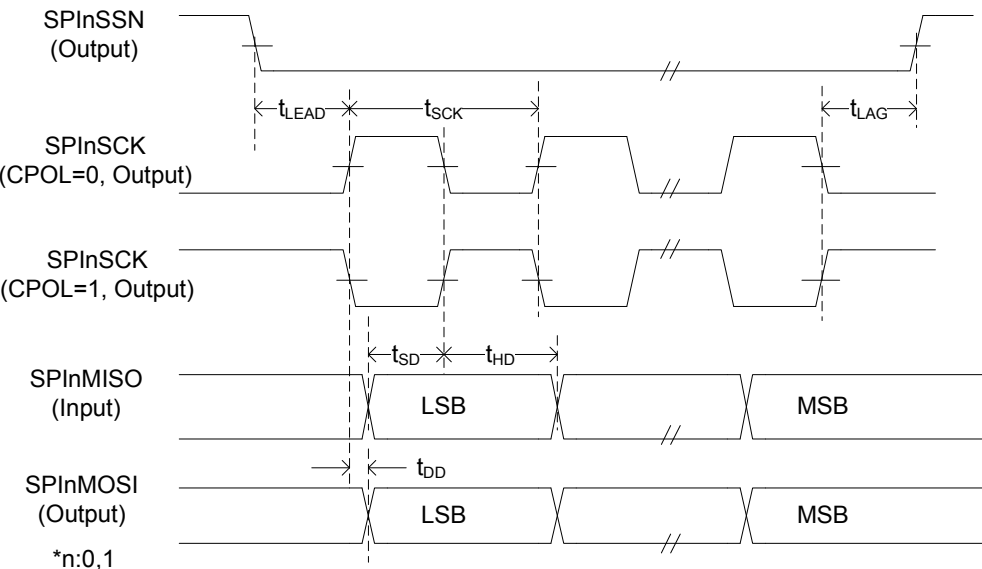 SPInSSN
(Output)
tLEAD
tSCK
tLAG
SPInSCK
(CPOL=0, Output)
SPInSCK
(CPOL=1, Output)
tSD
tHD
SPInMISO
(Input)
LSB
MSB
tDD
SPInMOSI
(Output)
LSB
MSB
*n:0,1